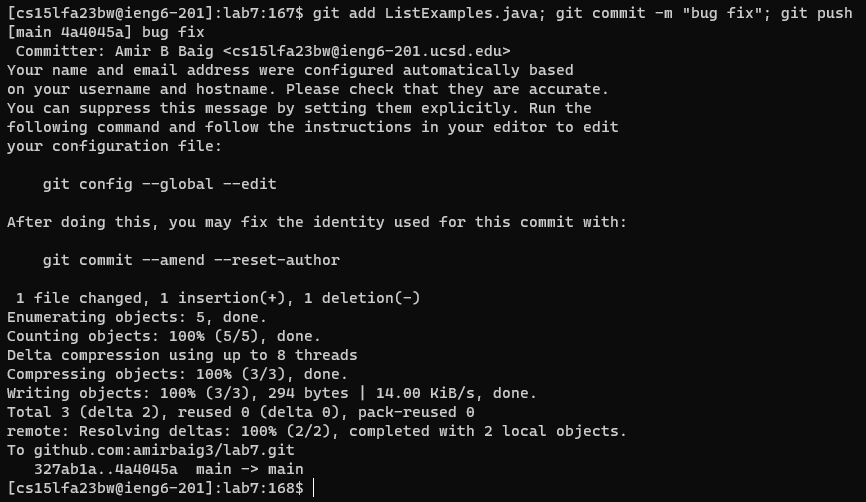 [cs15lfa23bw@ieng6-201]:lab7:167$ git add ListExamples.java; git commit -m "bug fix"; git push
[main 4a4045a] bug fix
 Committer: Amir B Baig <cs15lfa23bw@ieng6-201.ucsd.edu>
Your name and email address were configured automatically based
on your username and hostname. Please check that they are accurate.
You can suppress this message by setting them explicitly. Run the
following command and follow the instructions in your editor to edit
your configuration file:

    git config --global --edit

After doing this, you may fix the identity used for this commit with:

    git commit --amend --reset-author

 1 file changed, 1 insertion(+), 1 deletion(-)
Enumerating objects: 5, done.
Counting objects: 100% (5/5), done.
Delta compression using up to 8 threads
Compressing objects: 100% (3/3), done.
Writing objects: 100% (3/3), 294 bytes | 14.00 KiB/s, done.
Total 3 (delta 2), reused 0 (delta 0), pack-reused 0
remote: Resolving deltas: 100% (2/2), completed with 2 local objects.
To github.com:amirbaig3/lab7.git
   327ab1a..4a4045a  main -> main
[cs15lfa23bw@ieng6-201]:lab7:168$